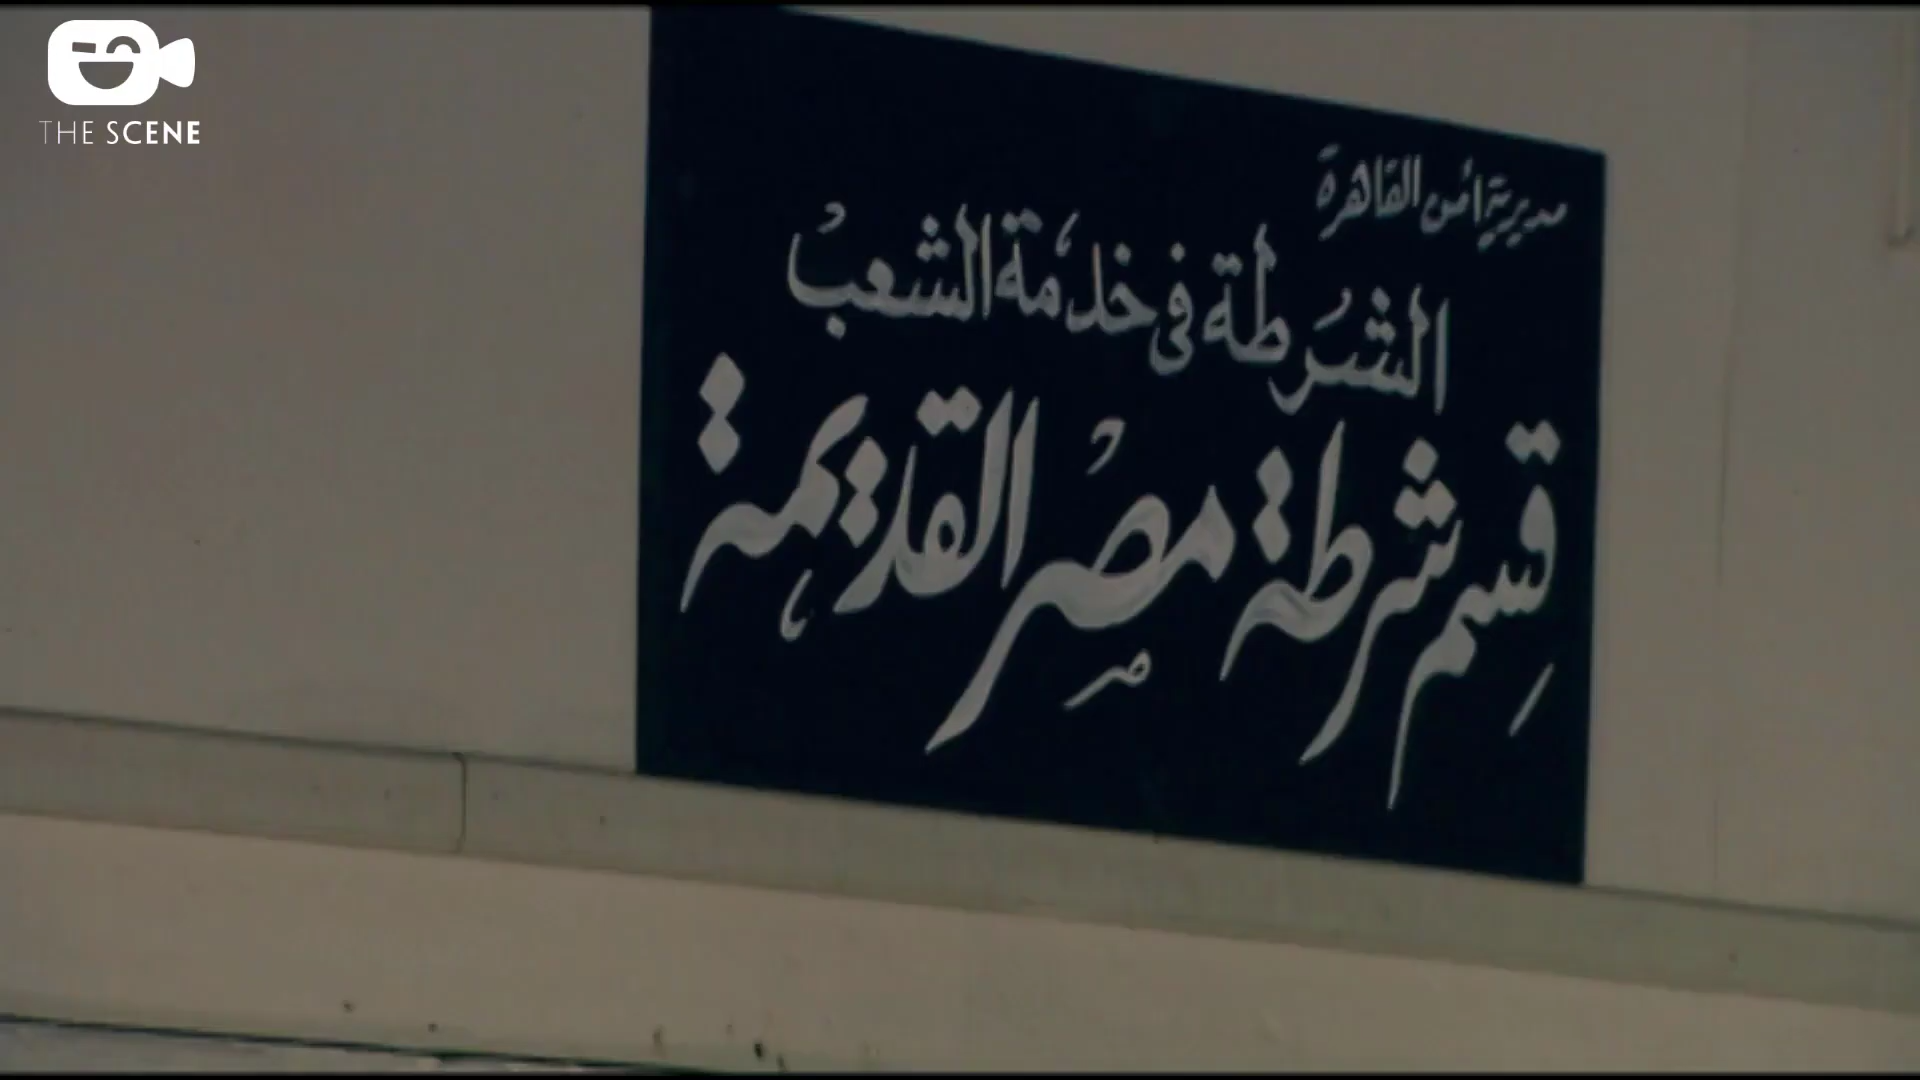 THE SCENE
مديرية أمن القاهرة
الشرطة فى خدمة الشعب
قسم شرطة مصر القديمة